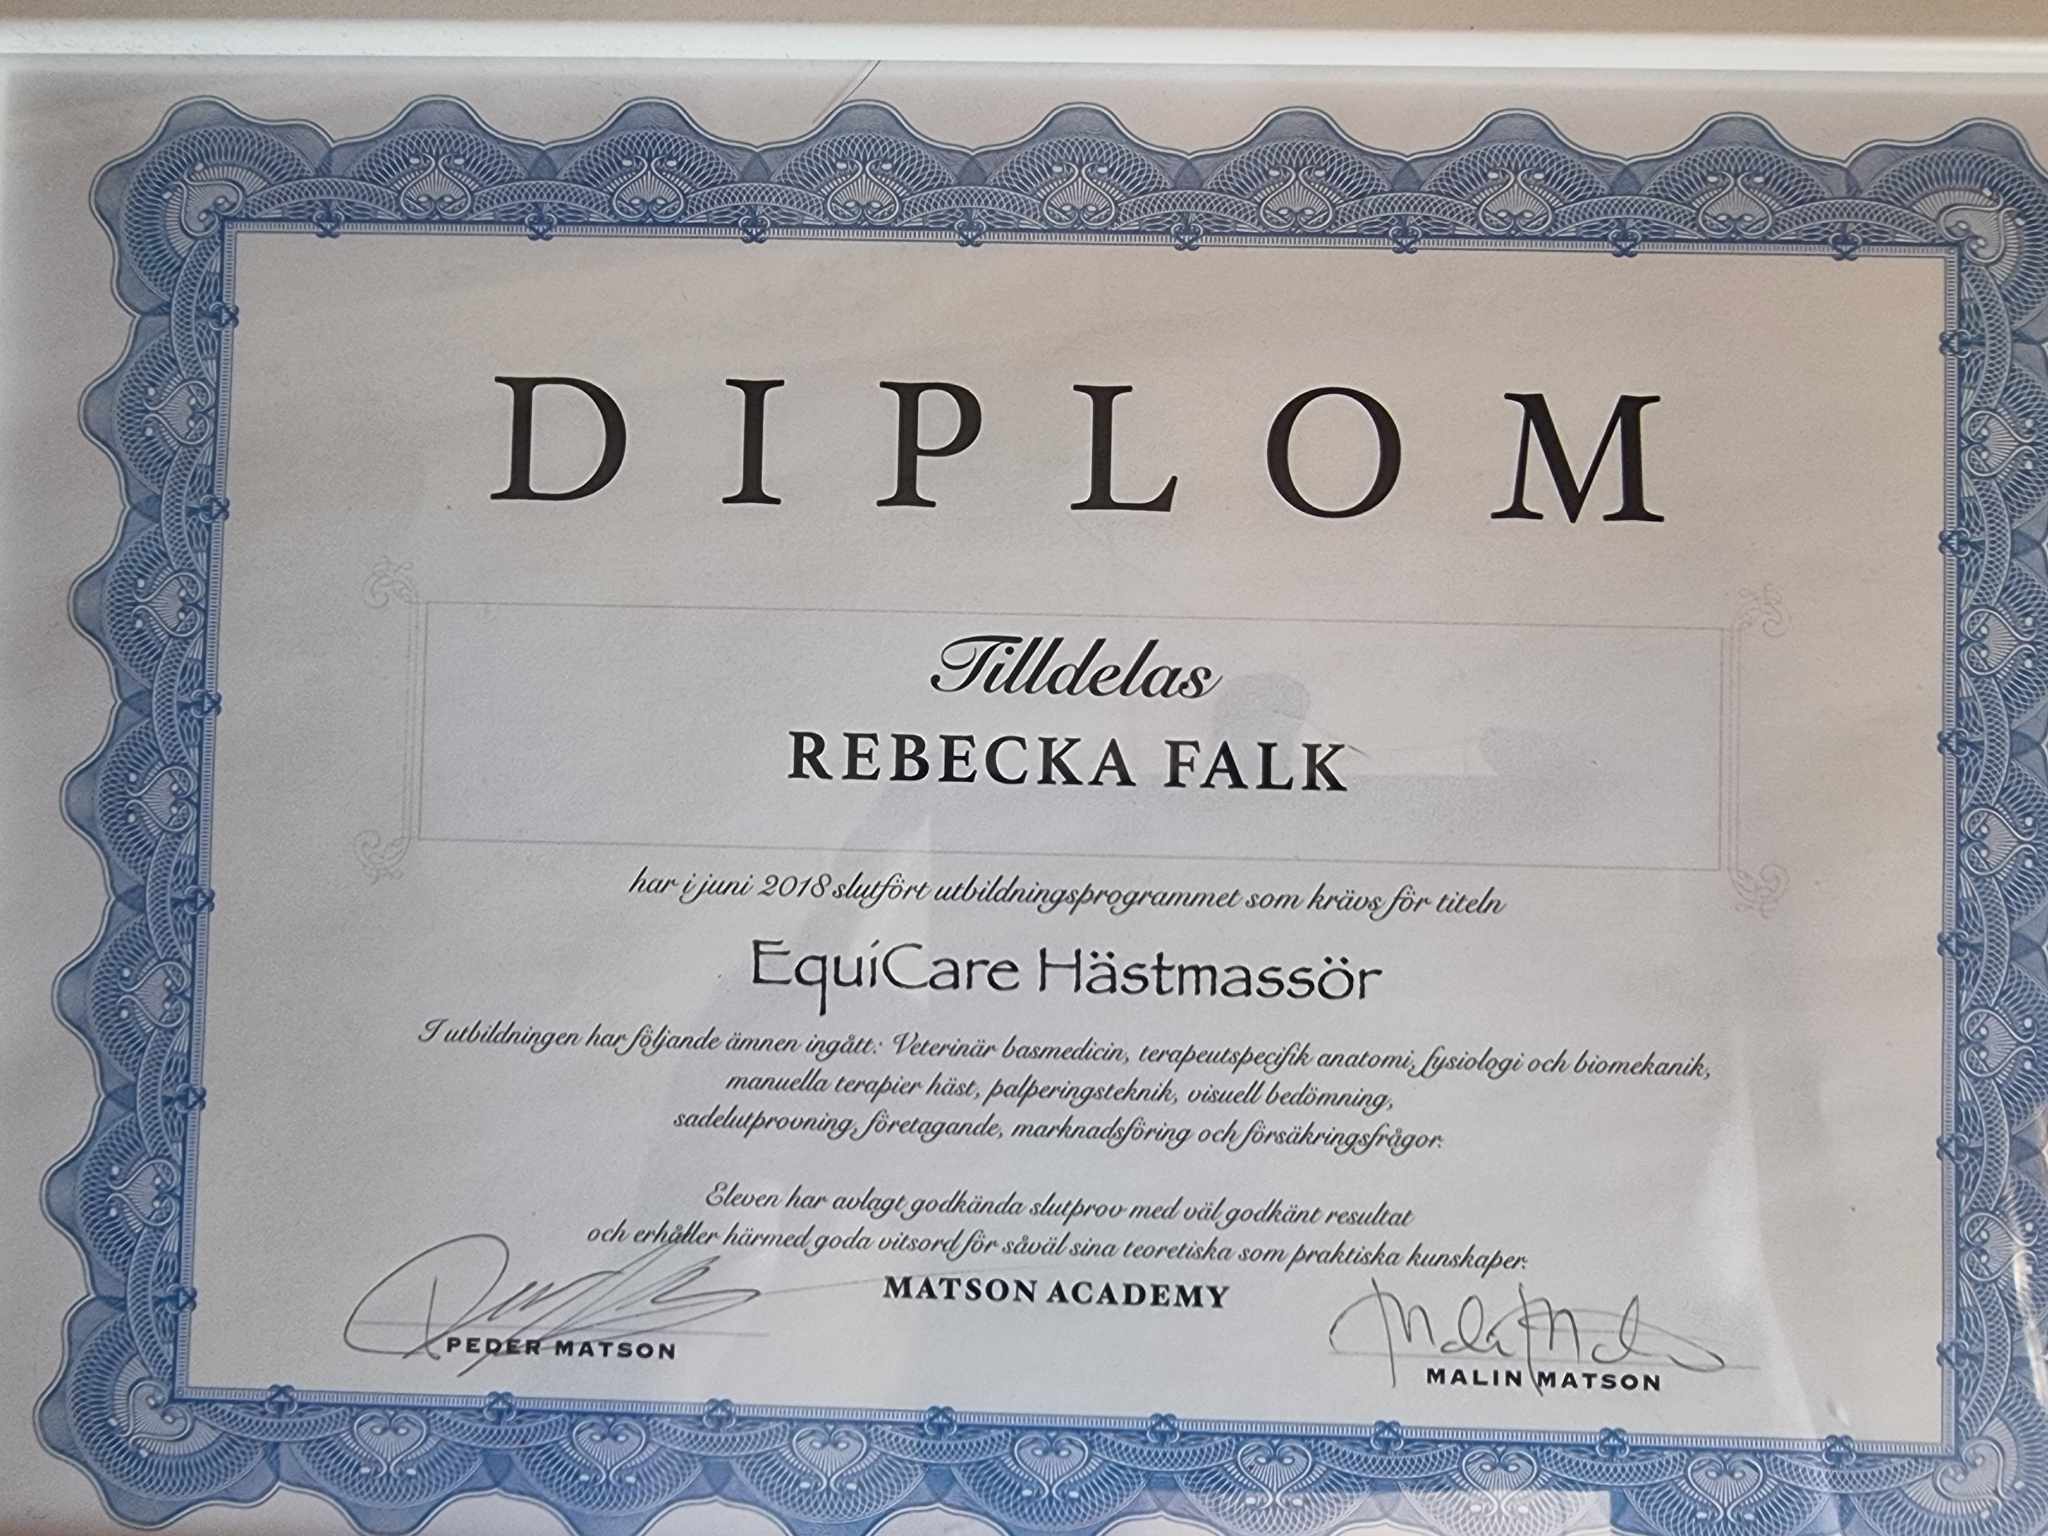 DIPLOM
Tilldelas
REBECKA FALK
har i juni 2018 slutfört utbildningsprogrammet som krävs för titeln
EquiCare Hästmassör
I utbildningen har följande ämnen ingått: Veterinär basmedicin, terapeutspecifik anatomi, fysiologi och biomekanik,
manuella terapier häst, palperingsteknik, visuell bedömning,
sadelutprovning, företagande, marknadsföring och försäkringsfrågor.
Eleven har avlagt godkända slutprov med väl godkänt resultat
och erhåller härmed goda vitsord för såväl sina teoretiska som praktiska kunskaper.
MATSON ACADEMY
PEDER MATSON
MALIN MATSON